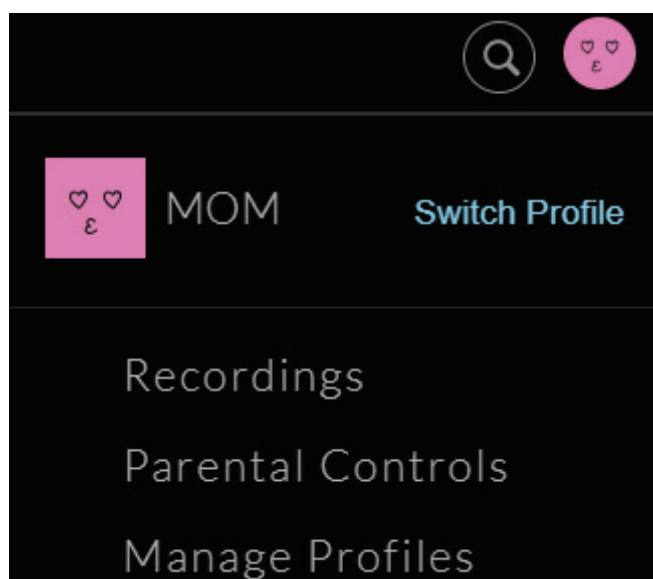 MOM
Switch Profile
Recordings
Parental Controls
Manage Profiles